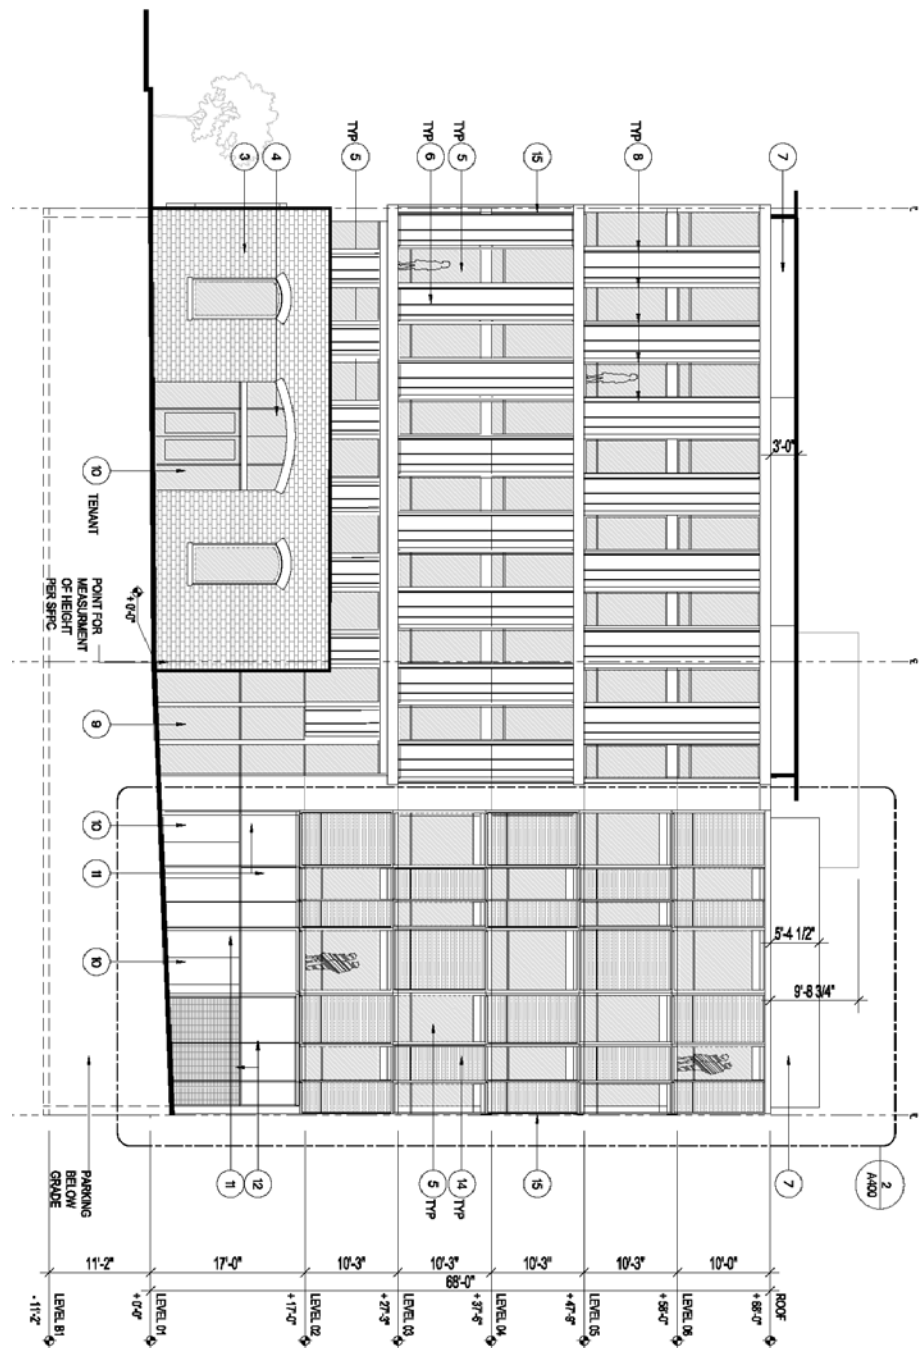 2
A400
7
7
9'-8 3/4"
5'-4 1/2"
3'-0"
8
TYP
15
15
5
TYP
6
TYP
14 TYP
5 TYP
5
TYP
4
3
12
11
10
TENANT
+ 0'-0"
POINT FOR
MEASURMENT
OF HEIGHT
PER SFPC
9
10
11
10
PARKING
BELOW
GRADE
ROOF
+ 68'-0"
10'-0"
LEVEL 06
+ 58'-0"
10'-3"
LEVEL 05
+ 47'-9"
10'-3"
LEVEL 04
+ 37'-6"
10'-3"
LEVEL 03
+ 27'-3"
10'-3"
LEVEL 02
+ 17'-0"
17'-0"
68'-0"
LEVEL 01
+ 0'-0"
11'-2"
LEVEL B1
- 11'-2"